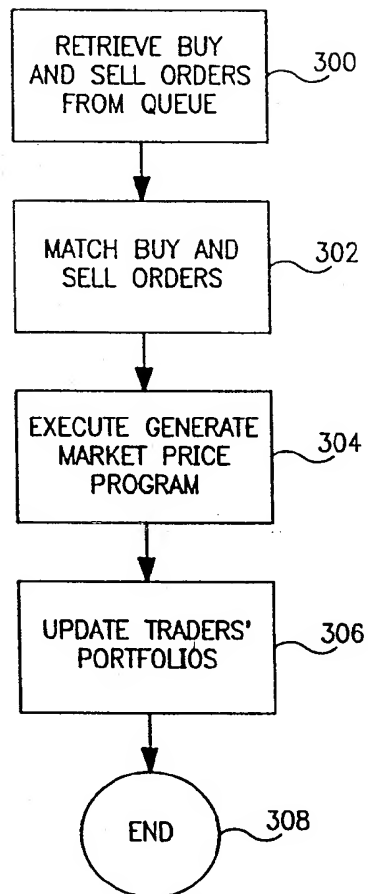 RETRIEVE BUY
AND SELL ORDERS
FROM QUEUE
300
MATCH BUY AND
SELL ORDERS
302
EXECUTE GENERATE
MARKET PRICE
PROGRAM
304
UPDATE TRADERS'
PORTFOLIOS
306
END
308